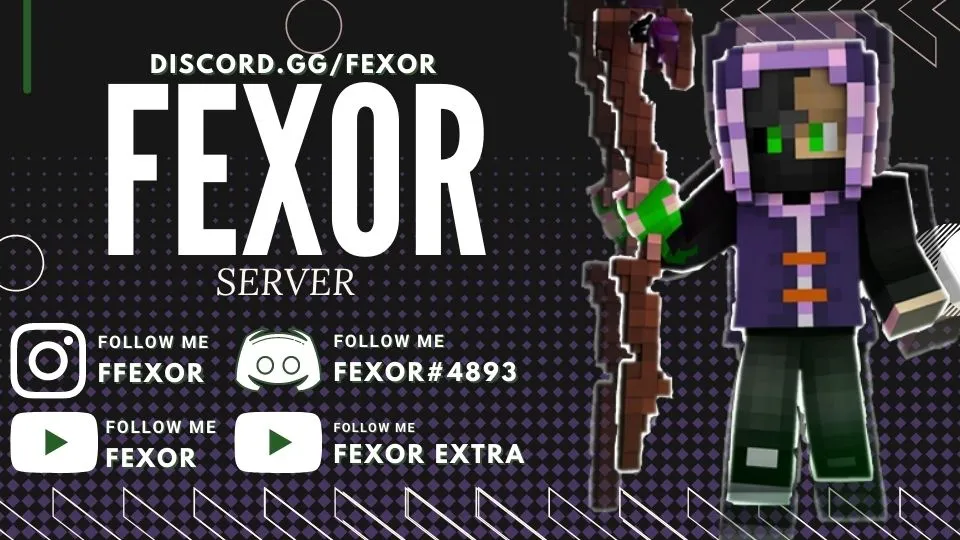 DISCORD.GG/FEXOR
FEXOR
SERVER
FOLLOW ME
FFEXOR
FOLLOW ME
FEXOR#4893
FOLLOW ME
FEXOR
FOLLOW ME
FEXOR EXTRA